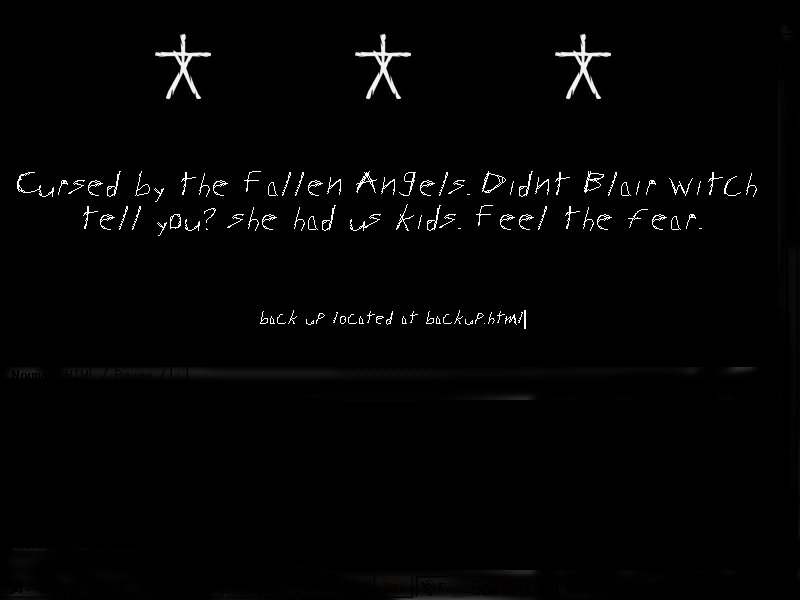 Cursed by the Fallen Angels. Didnt Blair witch
tell you? she had us kids. Feel the fear.
back up located at backup.html
Normal / HTML / Preview /